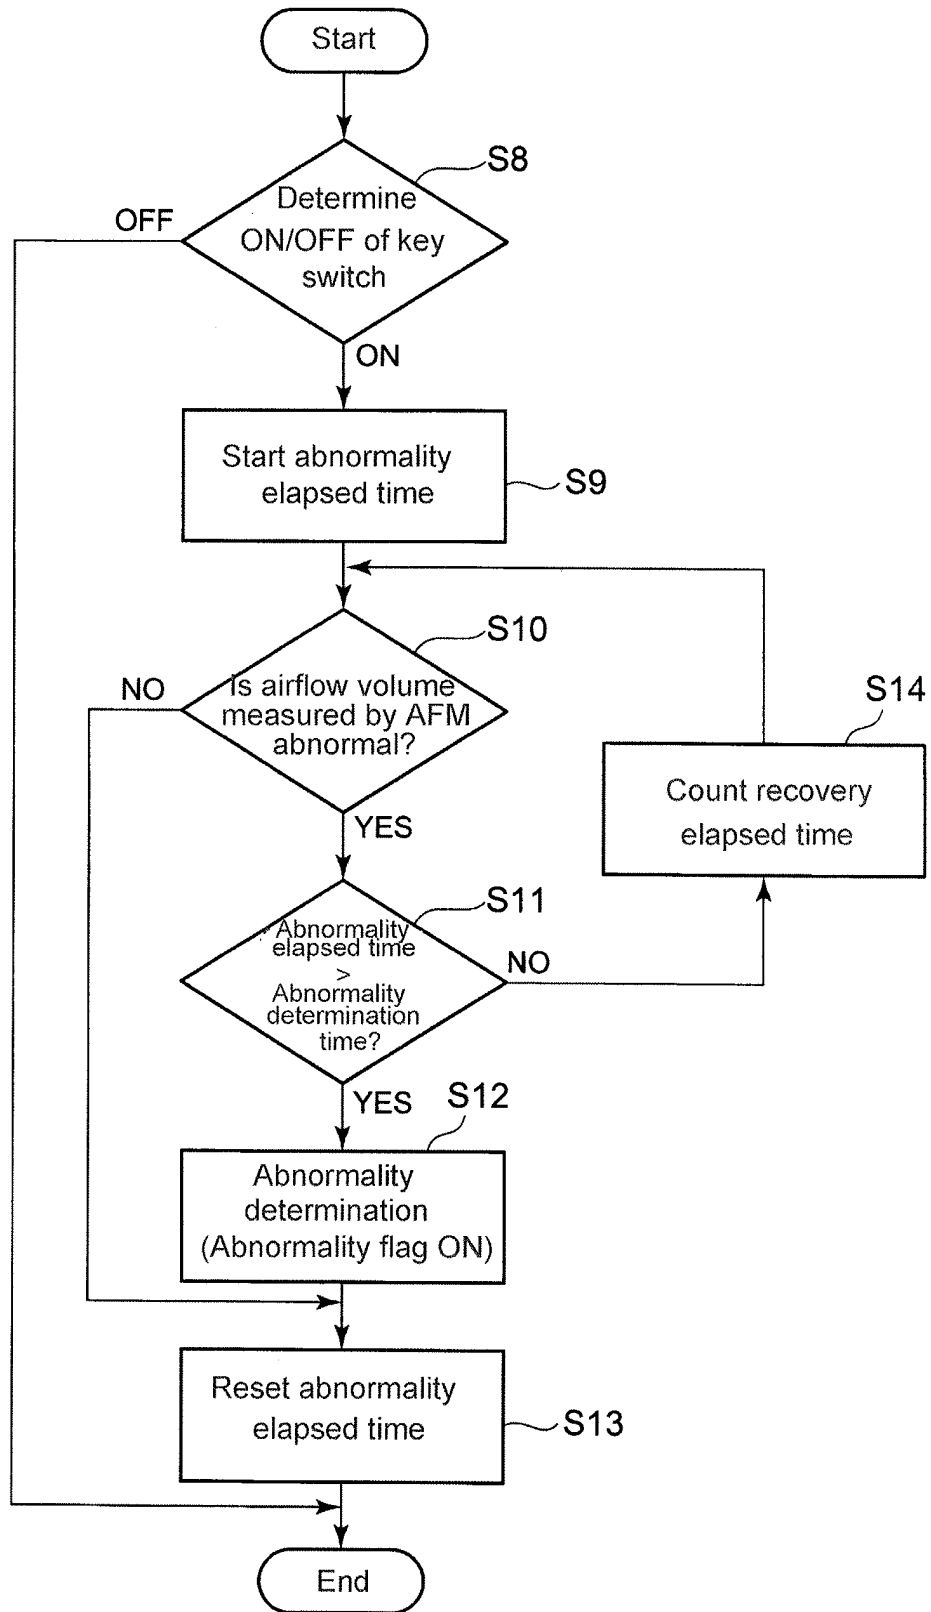 Start
S8
Determine
ON/OFF of key
switch
OFF
ON
Start abnormality
elapsed time
S9
S10
Is airflow volume
measured by AFM
abnormal?
NO
YES
S14
Count recovery
elapsed time
S11
Abnormality
elapsed time
>
Abnormality
determination
time?
NO
YES
S12
Abnormality
determination
(Abnormality flag ON)
Reset abnormality
elapsed time
S13
End